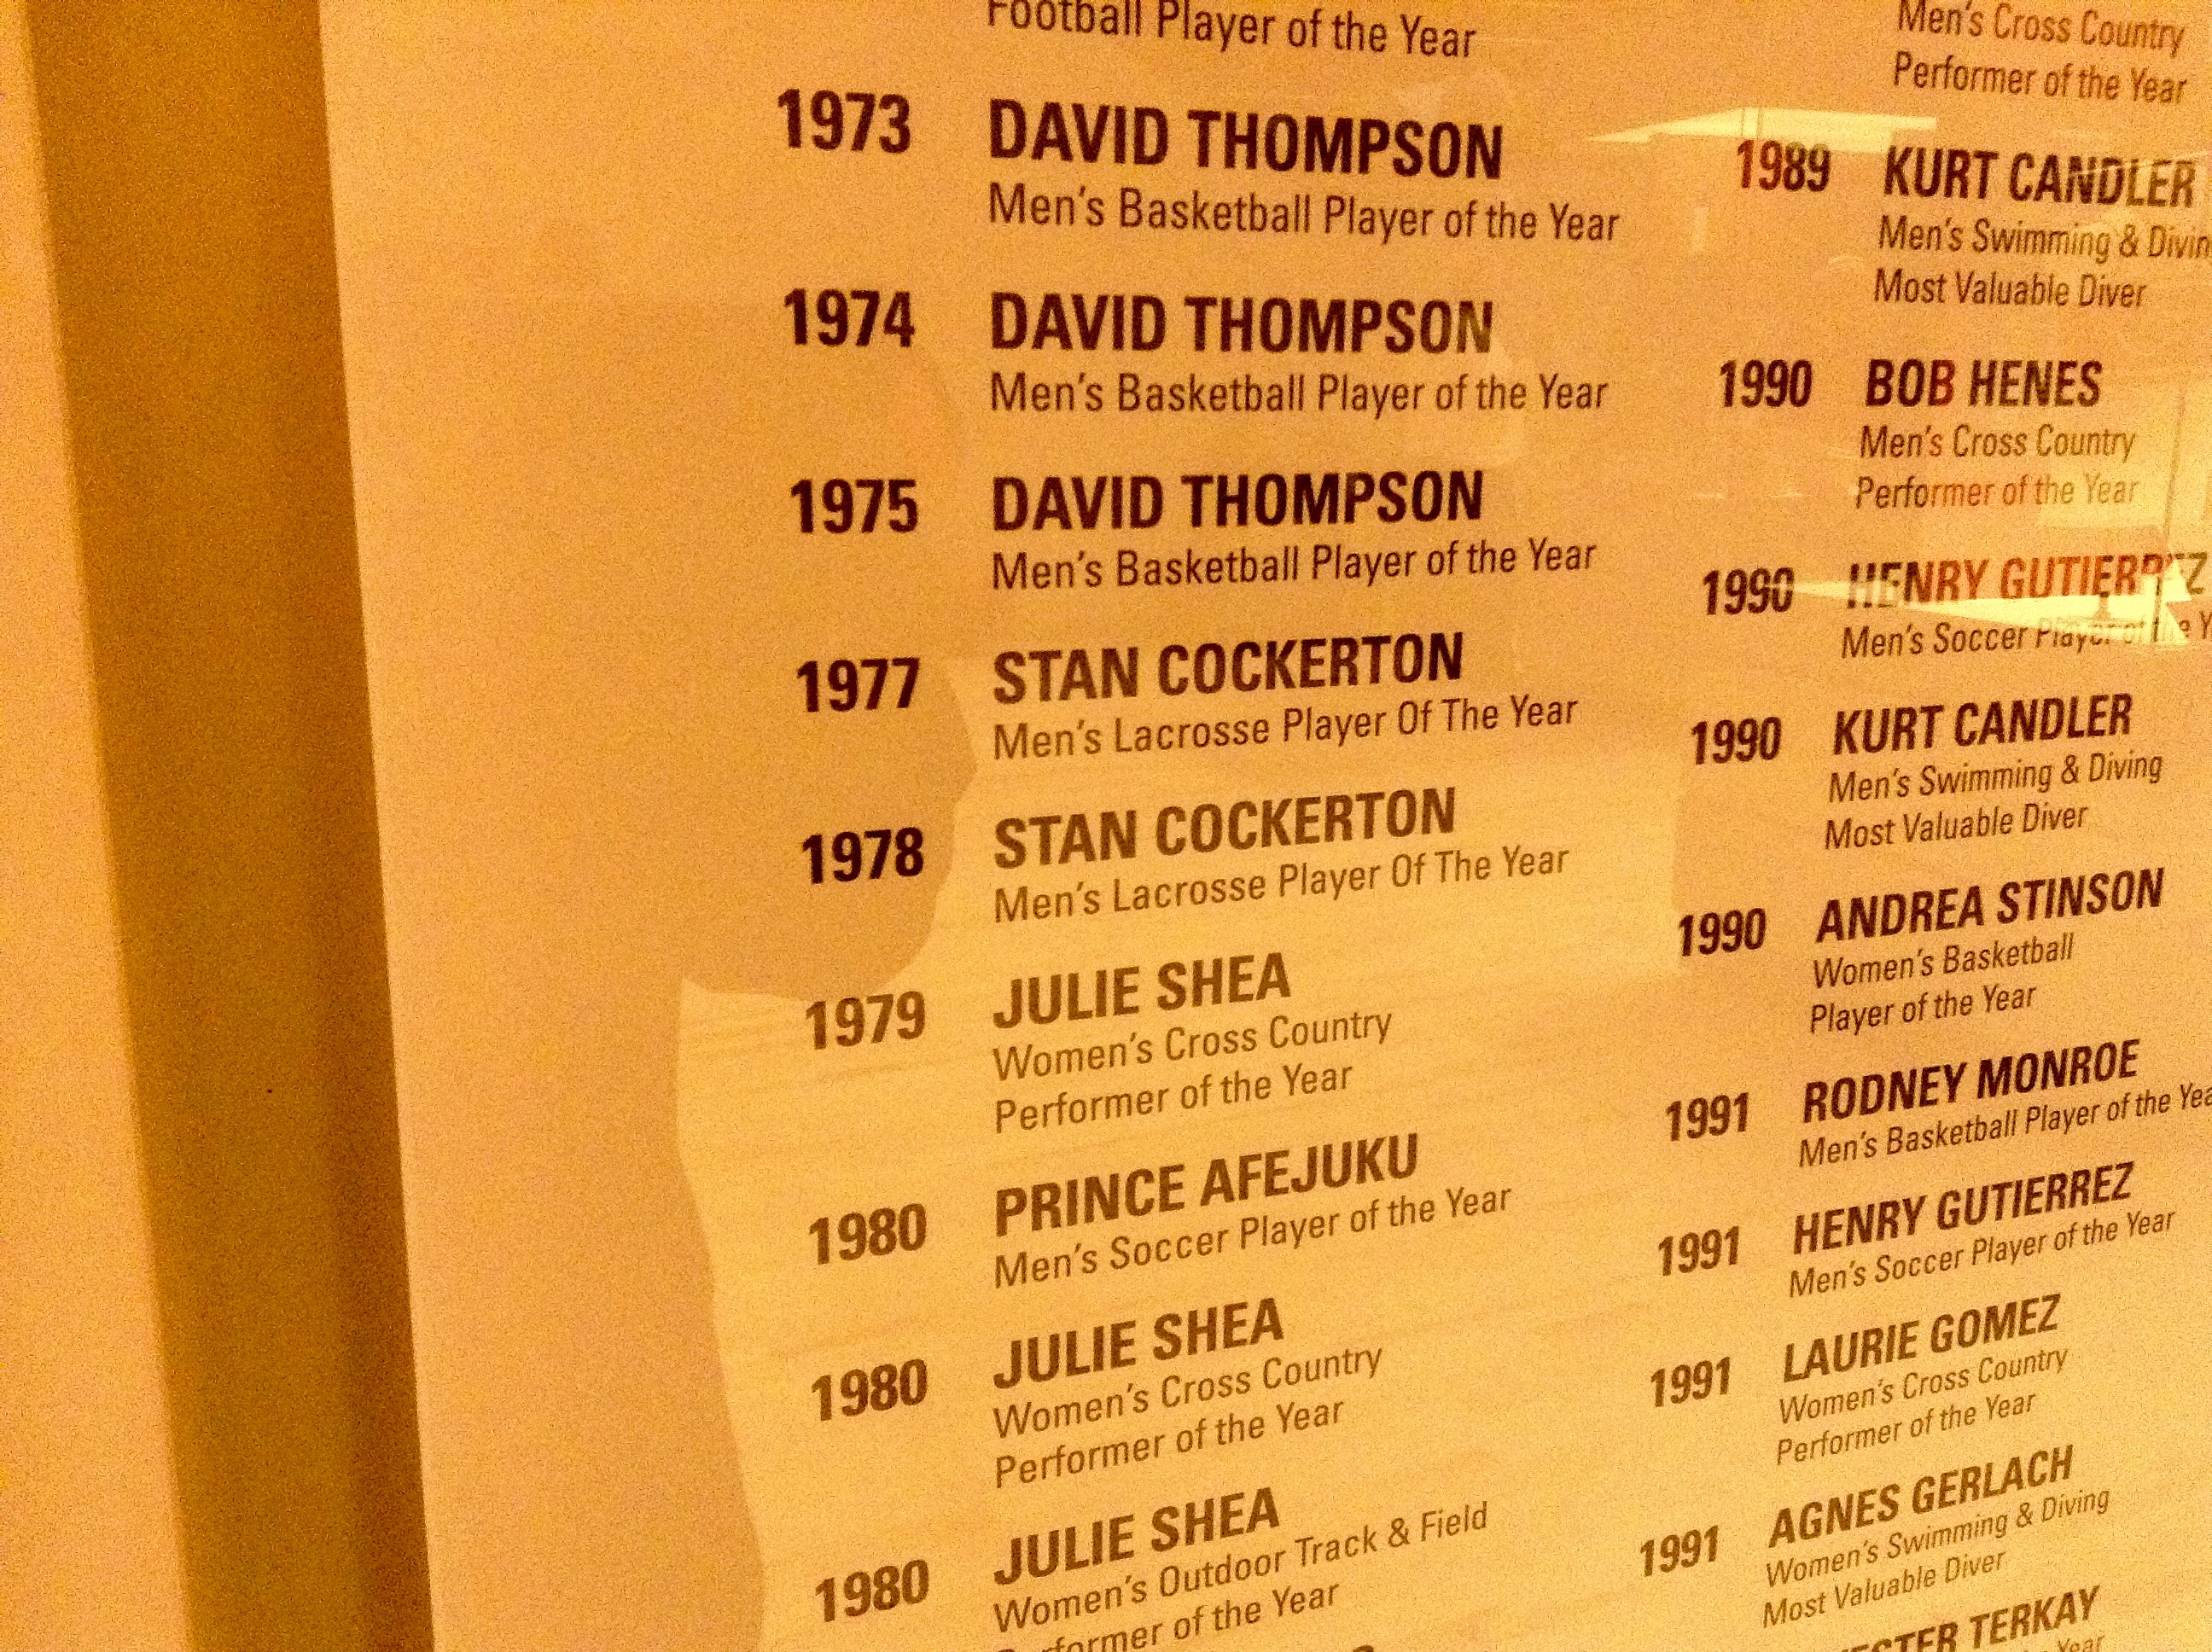 Football Player of the Year
1973 DAVID THOMPSON
Men's Basketball Player of the Year
1974 DAVID THOMPSON
Men's Basketball Player of the Year
1975 DAVID THOMPSON
Men's Basketball Player of the Year
1977 STAN COCKERTON
Men's Lacrosse Player Of The Year
1978 STAN COCKERTON
Men's Lacrosse Player Of The Year
1979 JULIE SHEA
Women's Cross Country
Performer of the Year
1980 PRINCE AFEJUKU
Men's Soccer Player of the Year
1980 JULIE SHEA
Women's Cross Country
Performer of the Year
1980 JULIE SHEA
Women's Outdoor Track & Field
of the Year
Men's Cross Country
Performer of the Year
1989 KURT CANDLER
Men's Swimming &
Most Valuable Diver
1990 BOB HENES
Men's Cross Country
Performer of the Year
1990 HENRY GUTIERREZ
Men's Soccer Player of the
1990 KURT CANDLER
Men's Swimming & Diving
Most Valuable Diver
1990 ANDREA STINSON
Women's Basketball
Player of the Year
1991 RODNEY MONROE
Men's Basketball Player of the
1991 HENRY GUTIERREZ
Men's Soccer Player of the Year
1991 LAURIE GOMEZ
Women's Cross Country
Performer of the Year
1991 AGNES GERLACH
Women's Swimming & Diving
Most Valuable Diver
TERKAY
Year